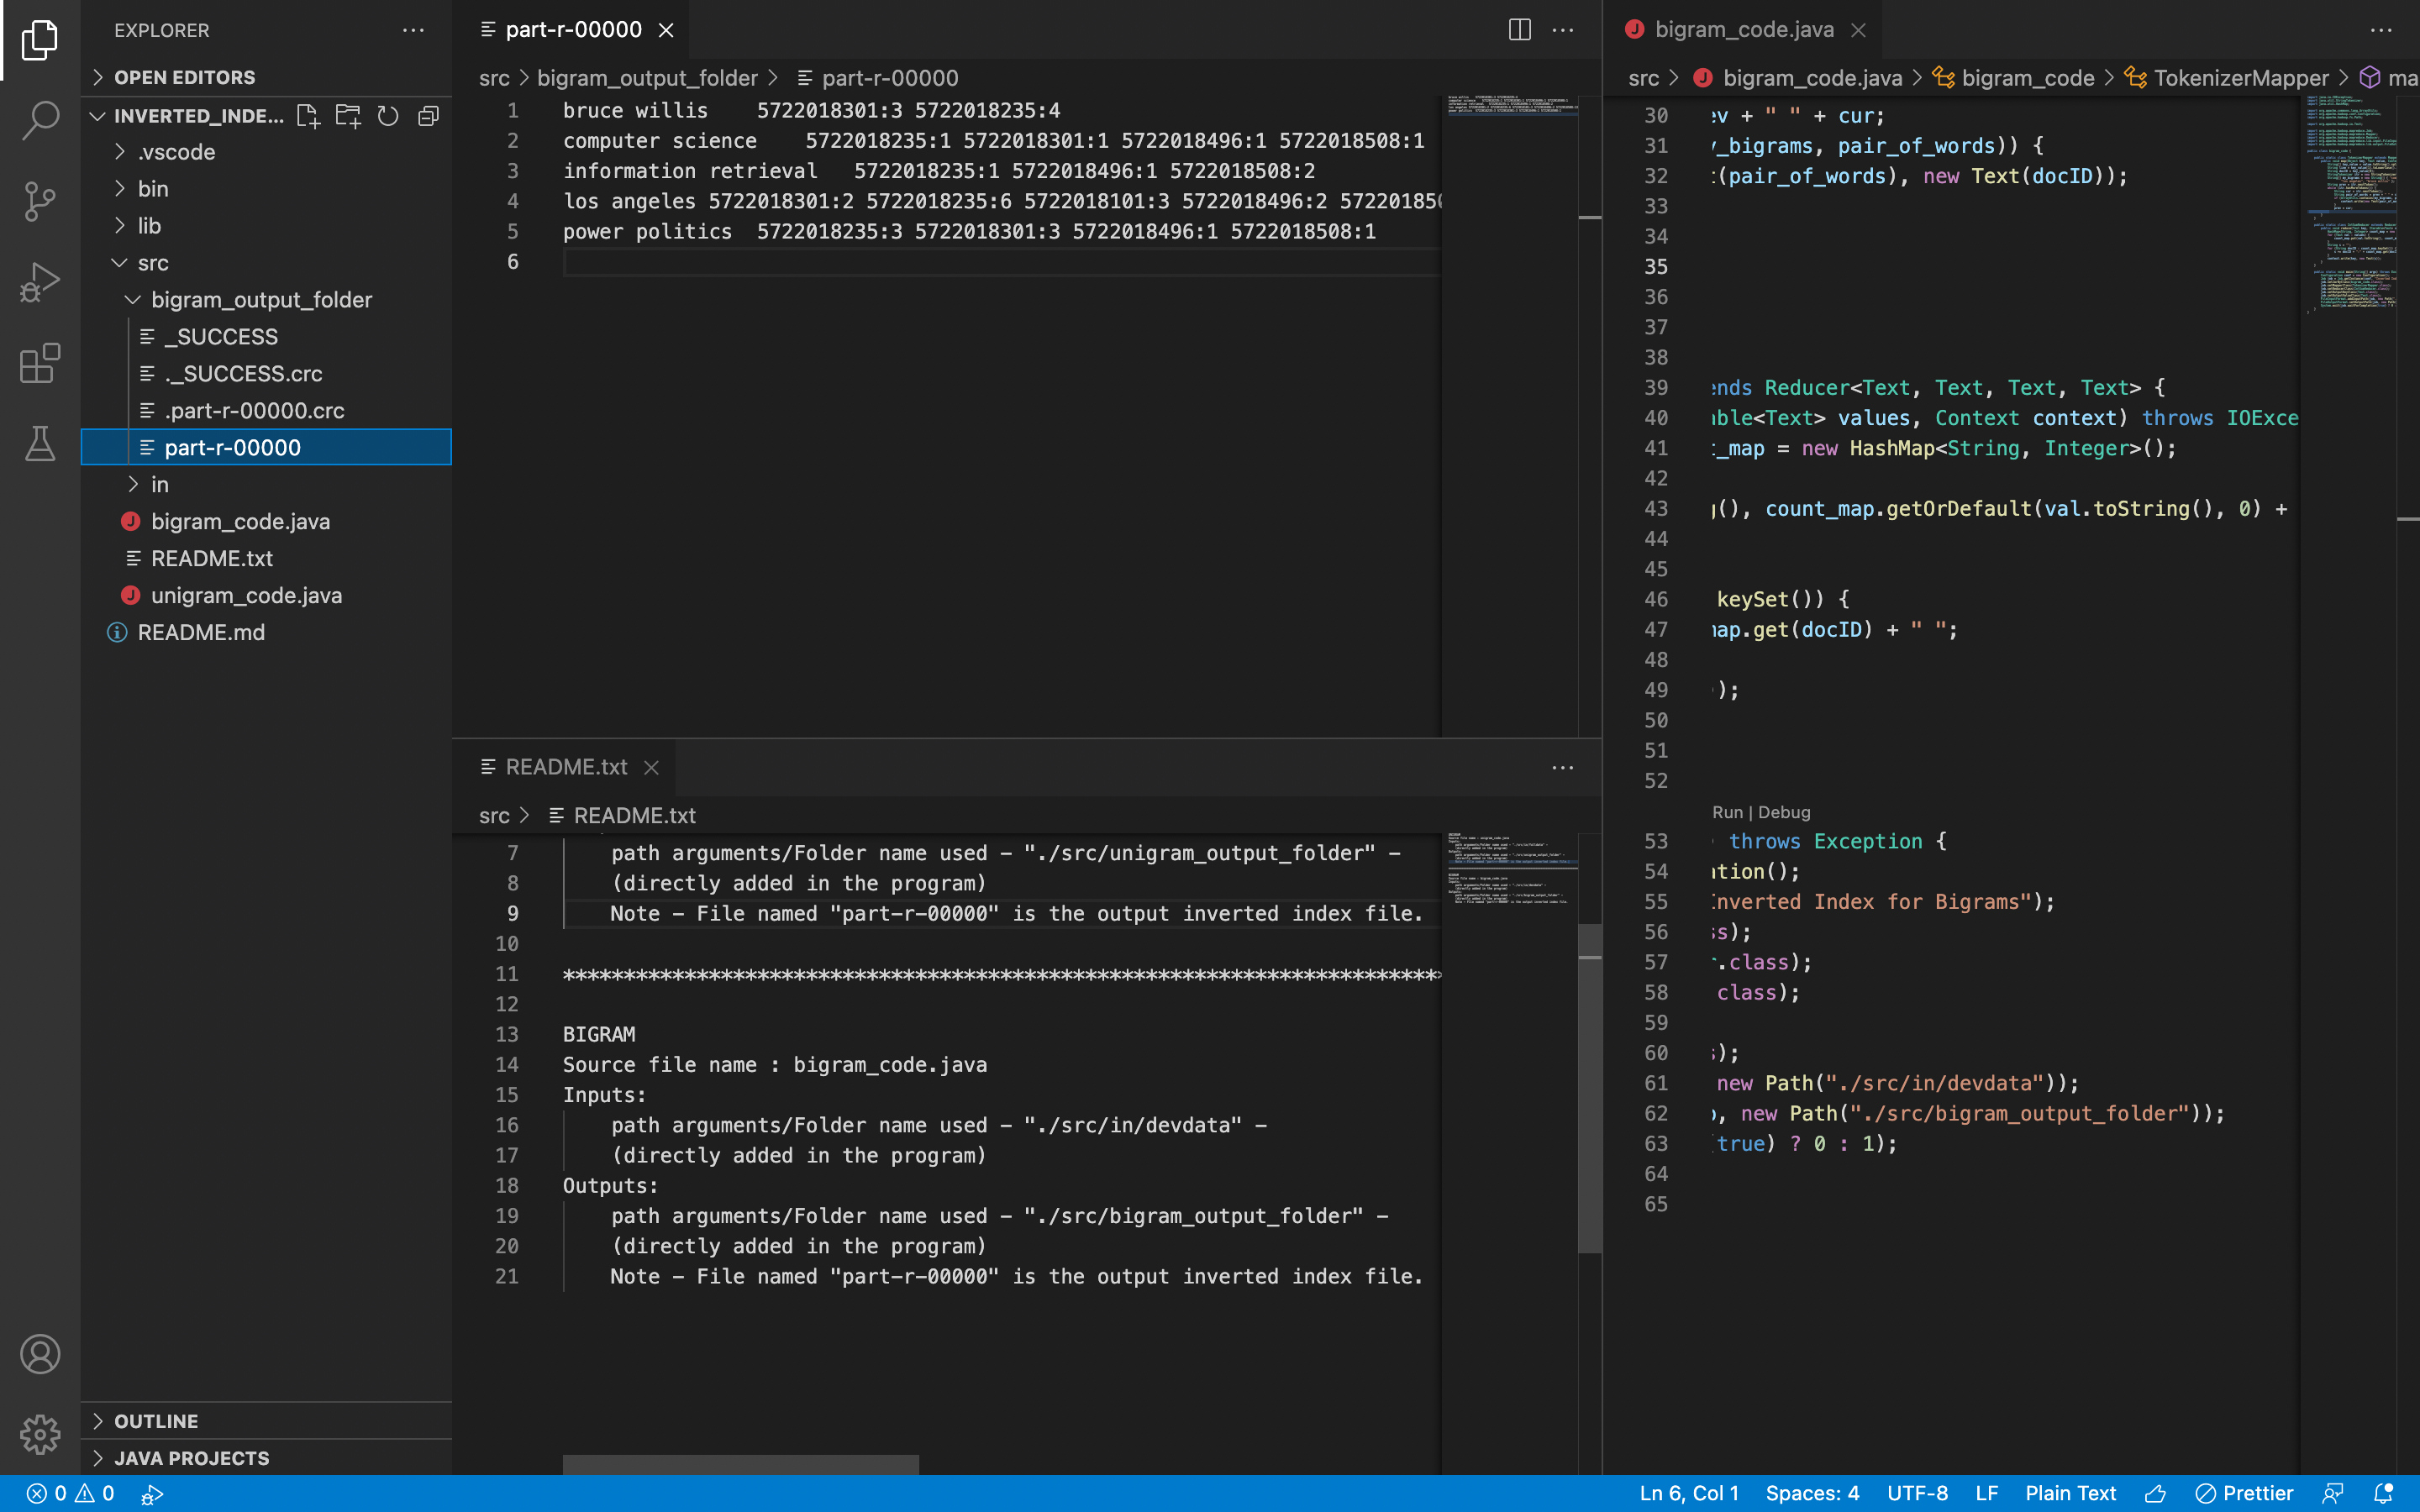 EXPLORER
OPEN EDITORS
INVERTED_INDE...
.vscode
bin
lib
src
bigram_output_folder
_SUCCESS
._SUCCESS.crc
.part-r-00000.crc
part-r-00000
in
bigram_code.java
README.txt
unigram_code.java
README.md
OUTLINE
JAVA PROJECTS
part-r-00000
src > bigram_output_folder > part-r-00000
1 bruce willis 5722018301:3 5722018235:4
2 computer science 5722018235:1 5722018301:1 5722018496:1 5722018508:1
3 information retrieval 5722018235:1 5722018496:1 5722018508:2
4 los angeles 5722018301:2 5722018235:6 5722018101:3 5722018496:2 572201850
5 power politics 5722018235:3 5722018301:3 5722018496:1 5722018508:1
6
README.txt
src > README.txt
7 path arguments/Folder name used - "./src/unigram_output_folder" -
8 (directly added in the program)
9 Note - File named "part-r-00000" is the output inverted index file.
10
11 *************************************************************************
12
13 BIGRAM
14 Source file name : bigram_code.java
15 Inputs:
16 path arguments/Folder name used - "./src/in/devdata" -
17 (directly added in the program)
18 Outputs:
19 path arguments/Folder name used - "./src/bigram_output_folder" -
20 (directly added in the program)
21 Note - File named "part-r-00000" is the output inverted index file.
bigram_code.java
src > bigram_code.java > bigram_code > TokenizerMapper > ma
30 ev + " " + cur;
31 y_bigrams, pair_of_words)) {
32 t(pair_of_words), new Text(docID));
33
34
35
36
37
38
39 ends Reducer<Text, Text, Text, Text> {
40 able<Text> values, Context context) throws IOExce
41 t_map = new HashMap<String, Integer>();
42
43 g(), count_map.getOrDefault(val.toString(), 0) +
44
45
46 keySet()) {
47 map.get(docID) + " ";
48
49 );
50
51
52
Run | Debug
53 throws Exception {
54 ation();
55 Inverted Index for Bigrams");
56 ss);
57 r.class);
58 class);
59
60 s);
61 new Path("./src/in/devdata"));
62 b, new Path("./src/bigram_output_folder"));
63 (true) ? 0 : 1);
64
65
0 0
Ln 6, Col 1 Spaces: 4 UTF-8 LF Plain Text Prettier